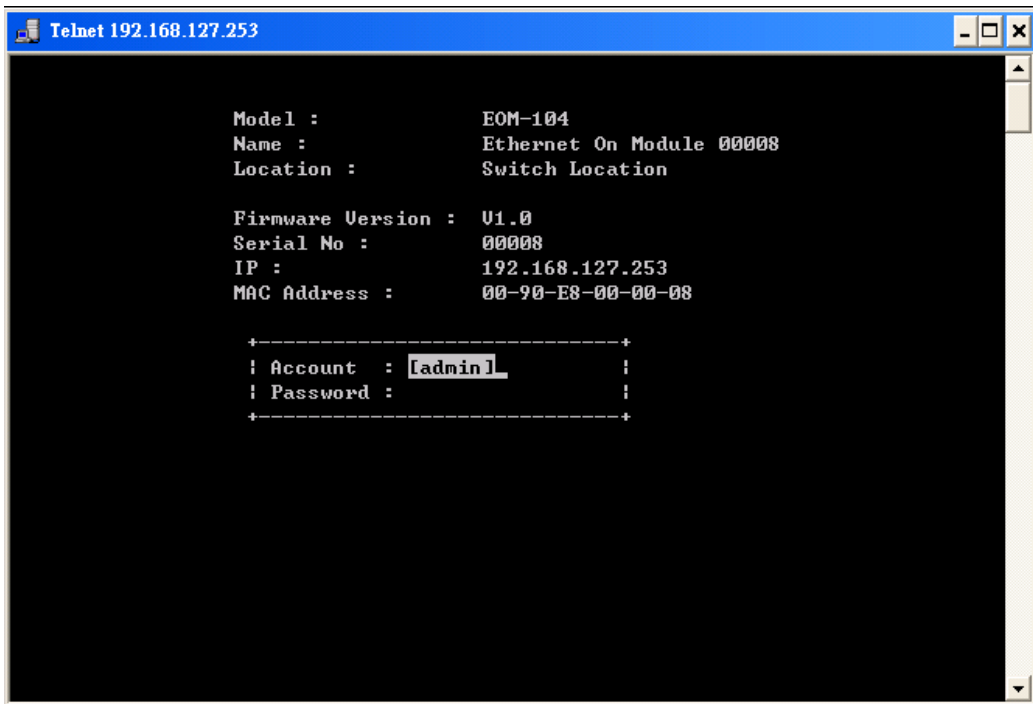 Telnet 192.168.127.253
Model : EOM-104
Name : Ethernet On Module 00008
Location : Switch Location
Firmware Version : V1.0
Serial No : 00008
IP : 192.168.127.253
MAC Address : 00-90-E8-00-00-08
+------------------------------+
| Account : [admin]_ |
| Password : |
+------------------------------+